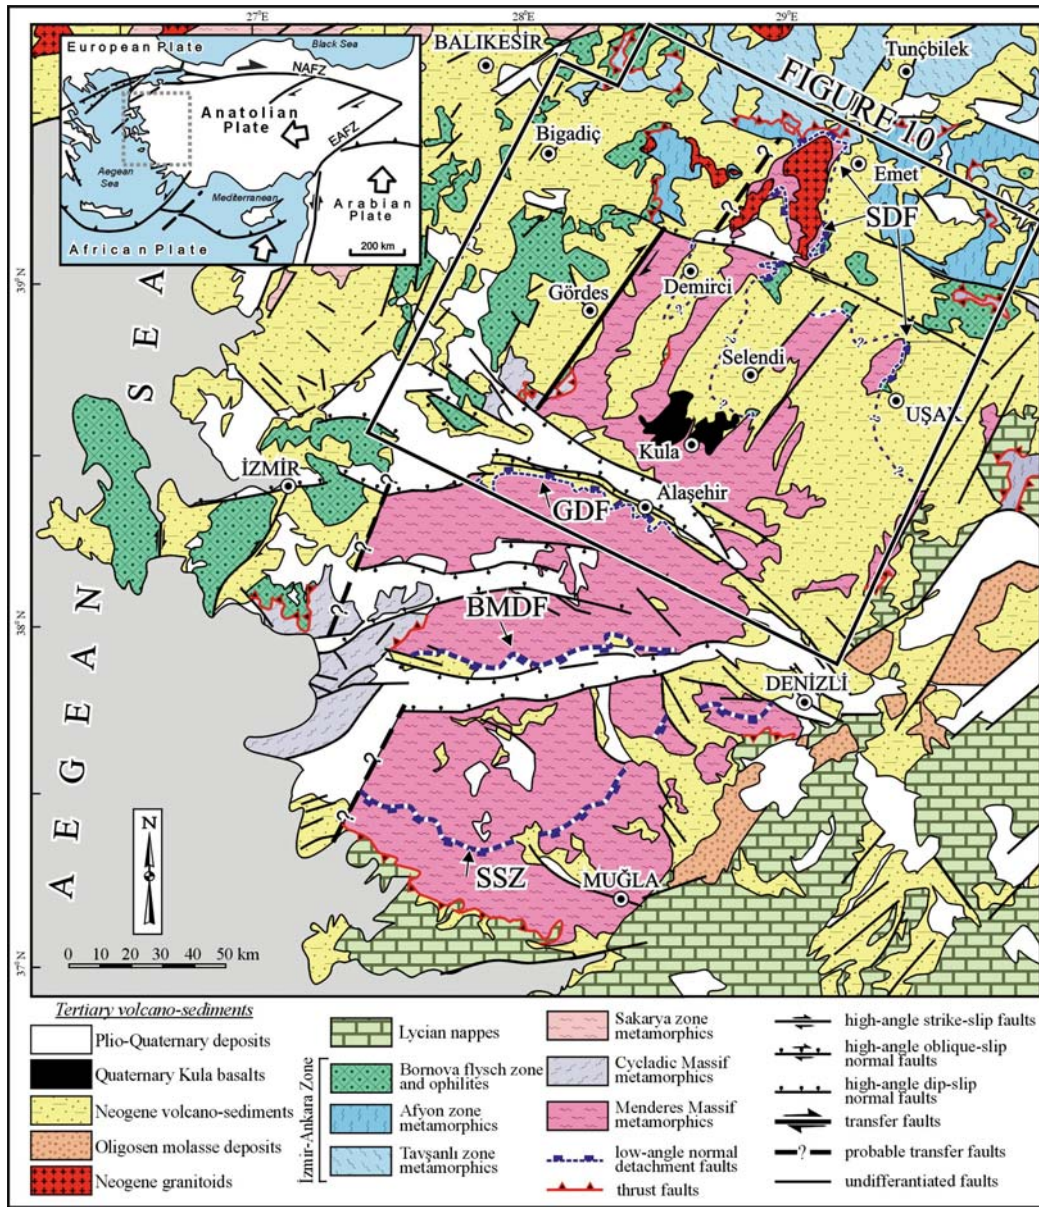 27°E
28°E
29°E
39°N
38°N
37°N
European Plate
Black Sea
NAFZ
Anatolian
Plate
EAFZ
Aegean
Sea
Mediterranean
Arabian
Plate
African Plate
200 km
BALIKESİR
Tunçbilek
FIGURE 10
Bigadiç
Emet
SDF
Gördes
Demirci
Selendi
UŞAK
Kula
İZMİR
Alaşehir
GDF
BMDF
DENİZLİ
SSZ
MUĞLA
AEGEAN SEA
N
0 10 20 30 40 50 km
? ? ? ? ? ? ? ? ? ? ? ?
Tertiary volcano-sediments
Plio-Quaternary deposits
Quaternary Kula basalts
Neogene volcano-sediments
Oligosen molasse deposits
Neogene granitoids
İzmir-Ankara Zone
Lycian nappes
Bornova flysch zone
and ophilites
Afyon zone
metamorphics
Tavşanlı zone
metamorphics
Sakarya zone
metamorphics
Cycladic Massif
metamorphics
Menderes Massif
metamorphics
low-angle normal
detachment faults
thrust faults
high-angle strike-slip faults
high-angle oblique-slip
normal faults
high-angle dip-slip
normal faults
transfer faults
? probable transfer faults
undifferantiated faults